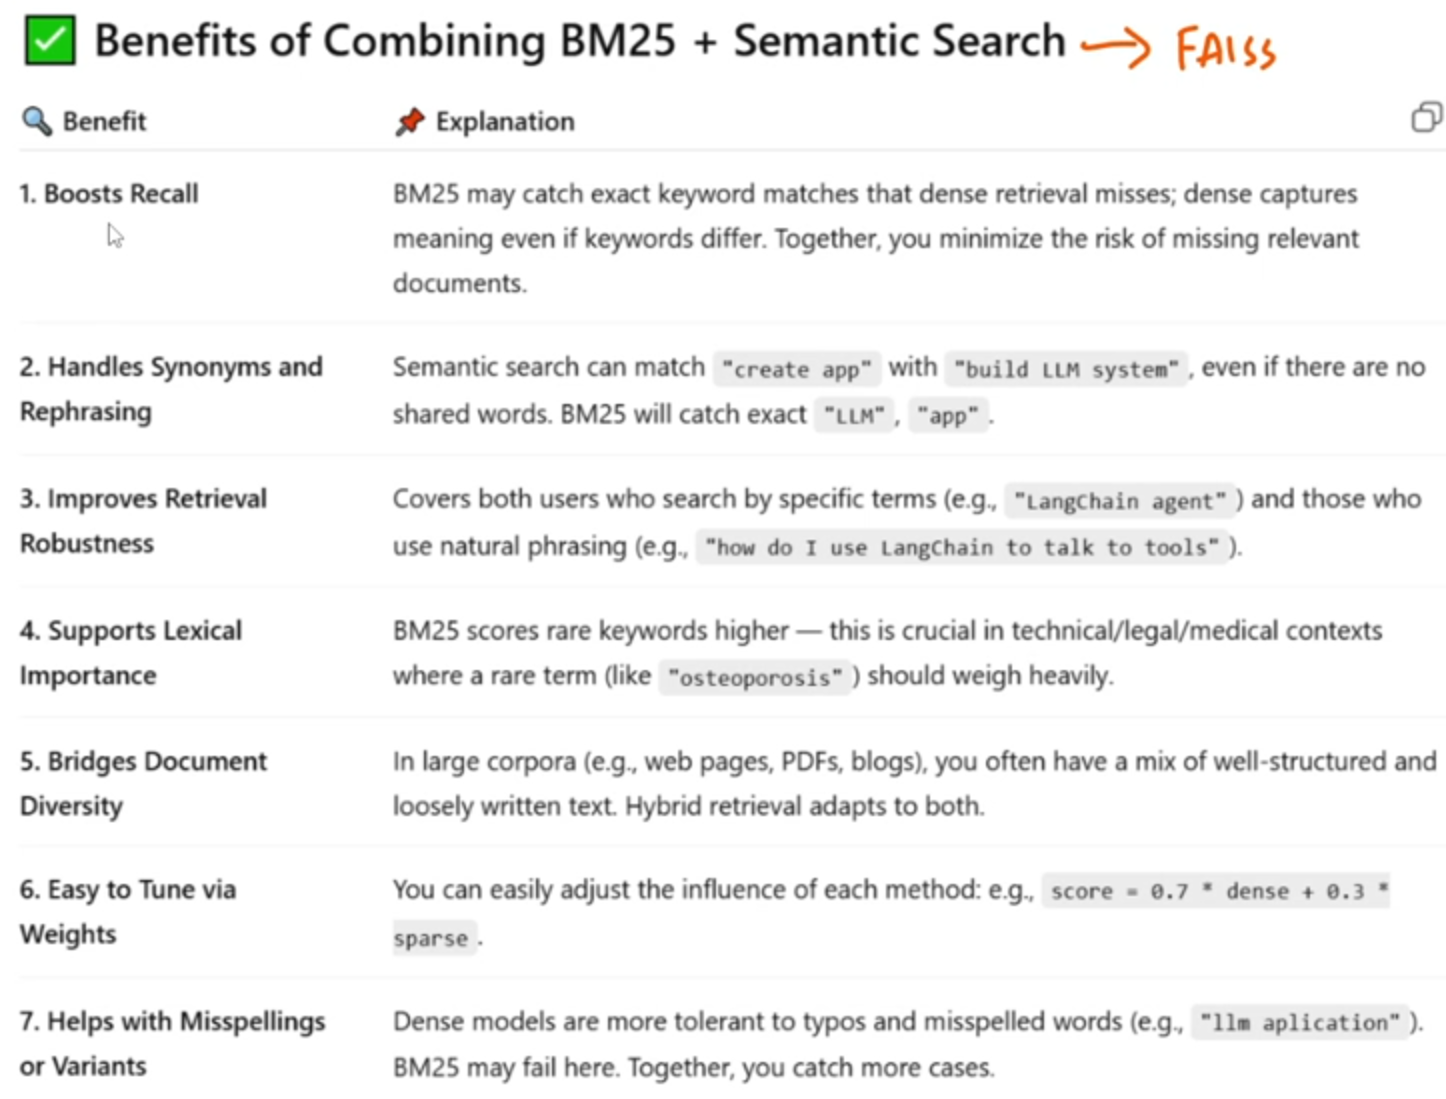 ✅ Benefits of Combining BM25 + Semantic Search → FAISS
🔍 Benefit 📌 Explanation
1. Boosts Recall BM25 may catch exact keyword matches that dense retrieval misses; dense captures
meaning even if keywords differ. Together, you minimize the risk of missing relevant
documents.
2. Handles Synonyms and Semantic search can match "create app" with "build LLM system", even if there are no
Rephrasing shared words. BM25 will catch exact "LLM", "app".
3. Improves Retrieval Covers both users who search by specific terms (e.g., "LangChain agent") and those who
Robustness use natural phrasing (e.g., "how do I use LangChain to talk to tools").
4. Supports Lexical BM25 scores rare keywords higher — this is crucial in technical/legal/medical contexts
Importance where a rare term (like "osteoporosis") should weigh heavily.
5. Bridges Document In large corpora (e.g., web pages, PDFs, blogs), you often have a mix of well-structured and
Diversity loosely written text. Hybrid retrieval adapts to both.
6. Easy to Tune via You can easily adjust the influence of each method: e.g., score = 0.7 * dense + 0.3 *
Weights sparse.
7. Helps with Misspellings Dense models are more tolerant to typos and misspelled words (e.g., "llm aplication").
or Variants BM25 may fail here. Together, you catch more cases.